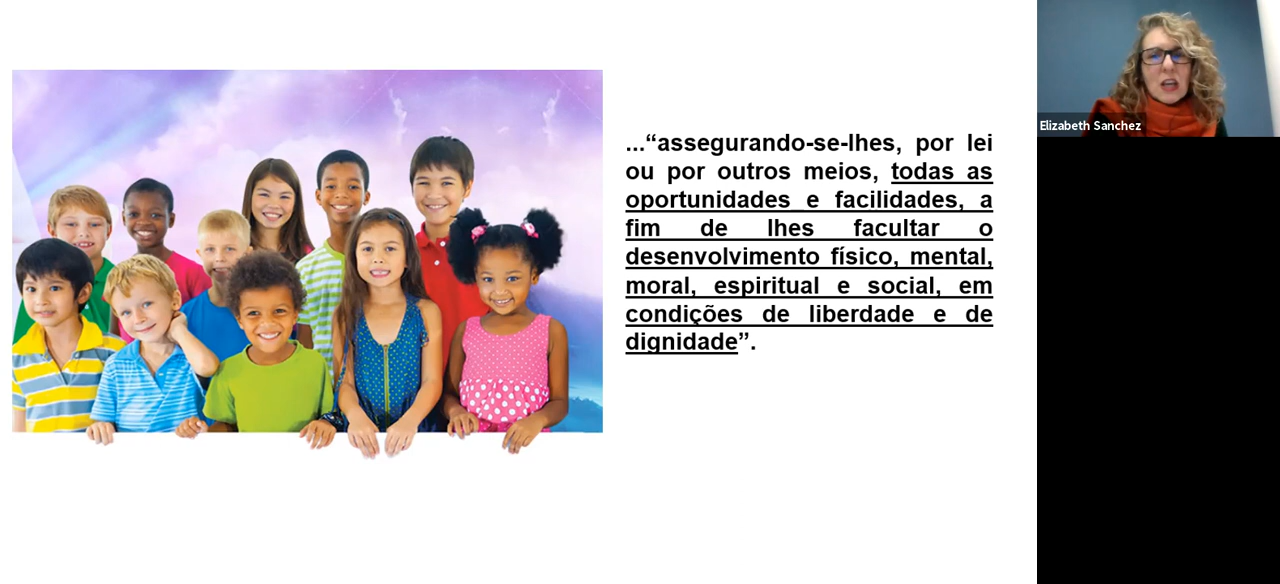 ...“assegurando-se-lhes, por lei
ou por outros meios, todas as
oportunidades e facilidades, a
fim de lhes facultar o
desenvolvimento físico, mental,
moral, espiritual e social, em
condições de liberdade e de
dignidade”.
Elizabeth Sanchez